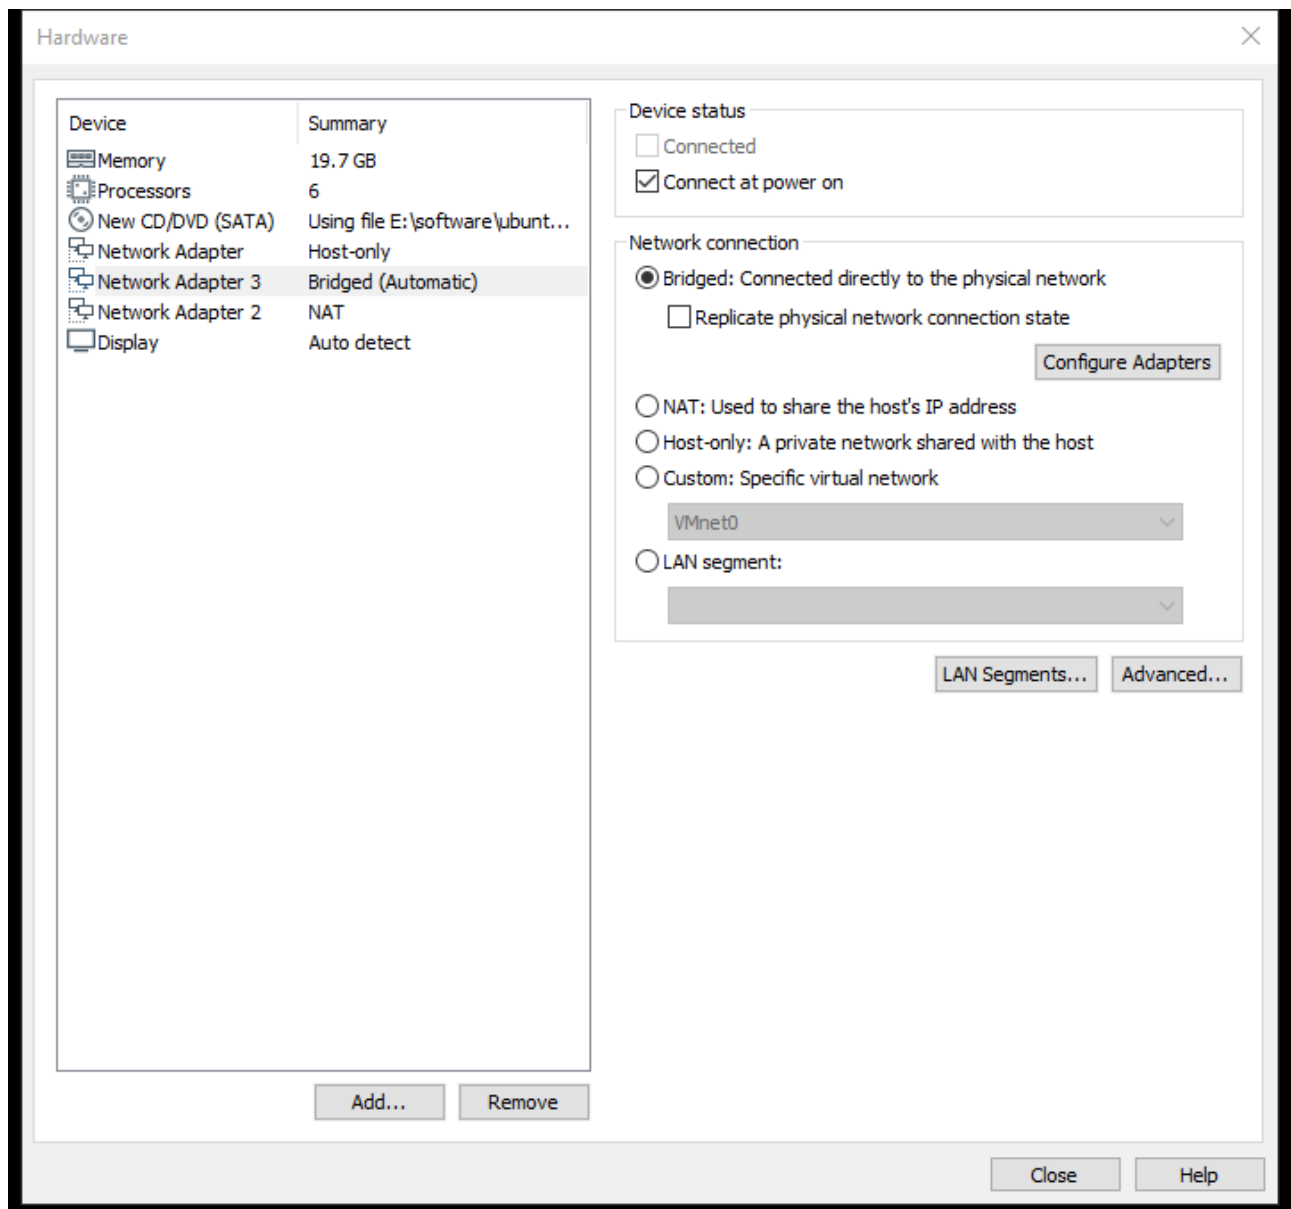 Hardware
Device Summary
Memory 19.7 GB
Processors 6
New CD/DVD (SATA) Using file E:\software\ubunt...
Network Adapter Host-only
Network Adapter 3 Bridged (Automatic)
Network Adapter 2 NAT
Display Auto detect
Add... Remove
Device status
Connected
Connect at power on
Network connection
Bridged: Connected directly to the physical network
Replicate physical network connection state
Configure Adapters
NAT: Used to share the host's IP address
Host-only: A private network shared with the host
Custom: Specific virtual network
VMnet0
LAN segment:
LAN Segments... Advanced...
Close Help